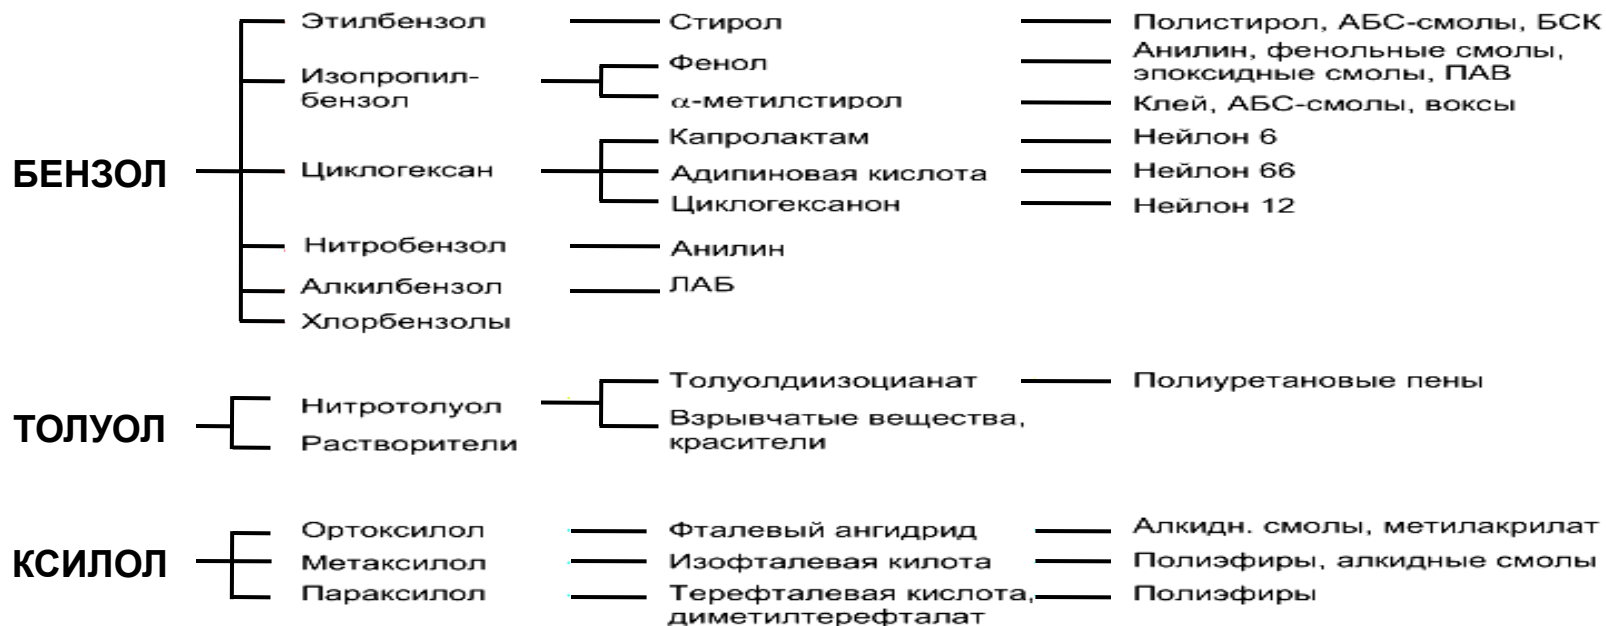 Этилбензол Стирол Полистирол, АБС-смолы, БСК
Изопропил- Фенол Анилин, фенольные смолы,
бензол эпоксидные смолы, ПАВ
α-метилстирол Клей, АБС-смолы, воксы
Капролактам Нейлон 6
БЕНЗОЛ Циклогексан Адипиновая кислота Нейлон 66
Циклогексанон Нейлон 12
Нитробензол Анилин
Алкилбензол ЛАБ
Хлорбензолы
Толуолдиизоцианат Полиуретановые пены
ТОЛУОЛ Нитротолуол Взрывчатые вещества,
Растворители красители
Ортоксилол Фталевый ангидрид Алкидн. смолы, метилакрилат
КСИЛОЛ Метаксилол Изофталевая килота Полиэфиры, алкидные смолы
Параксилол Терефталевая кислота, Полиэфиры
диметилтерефталат